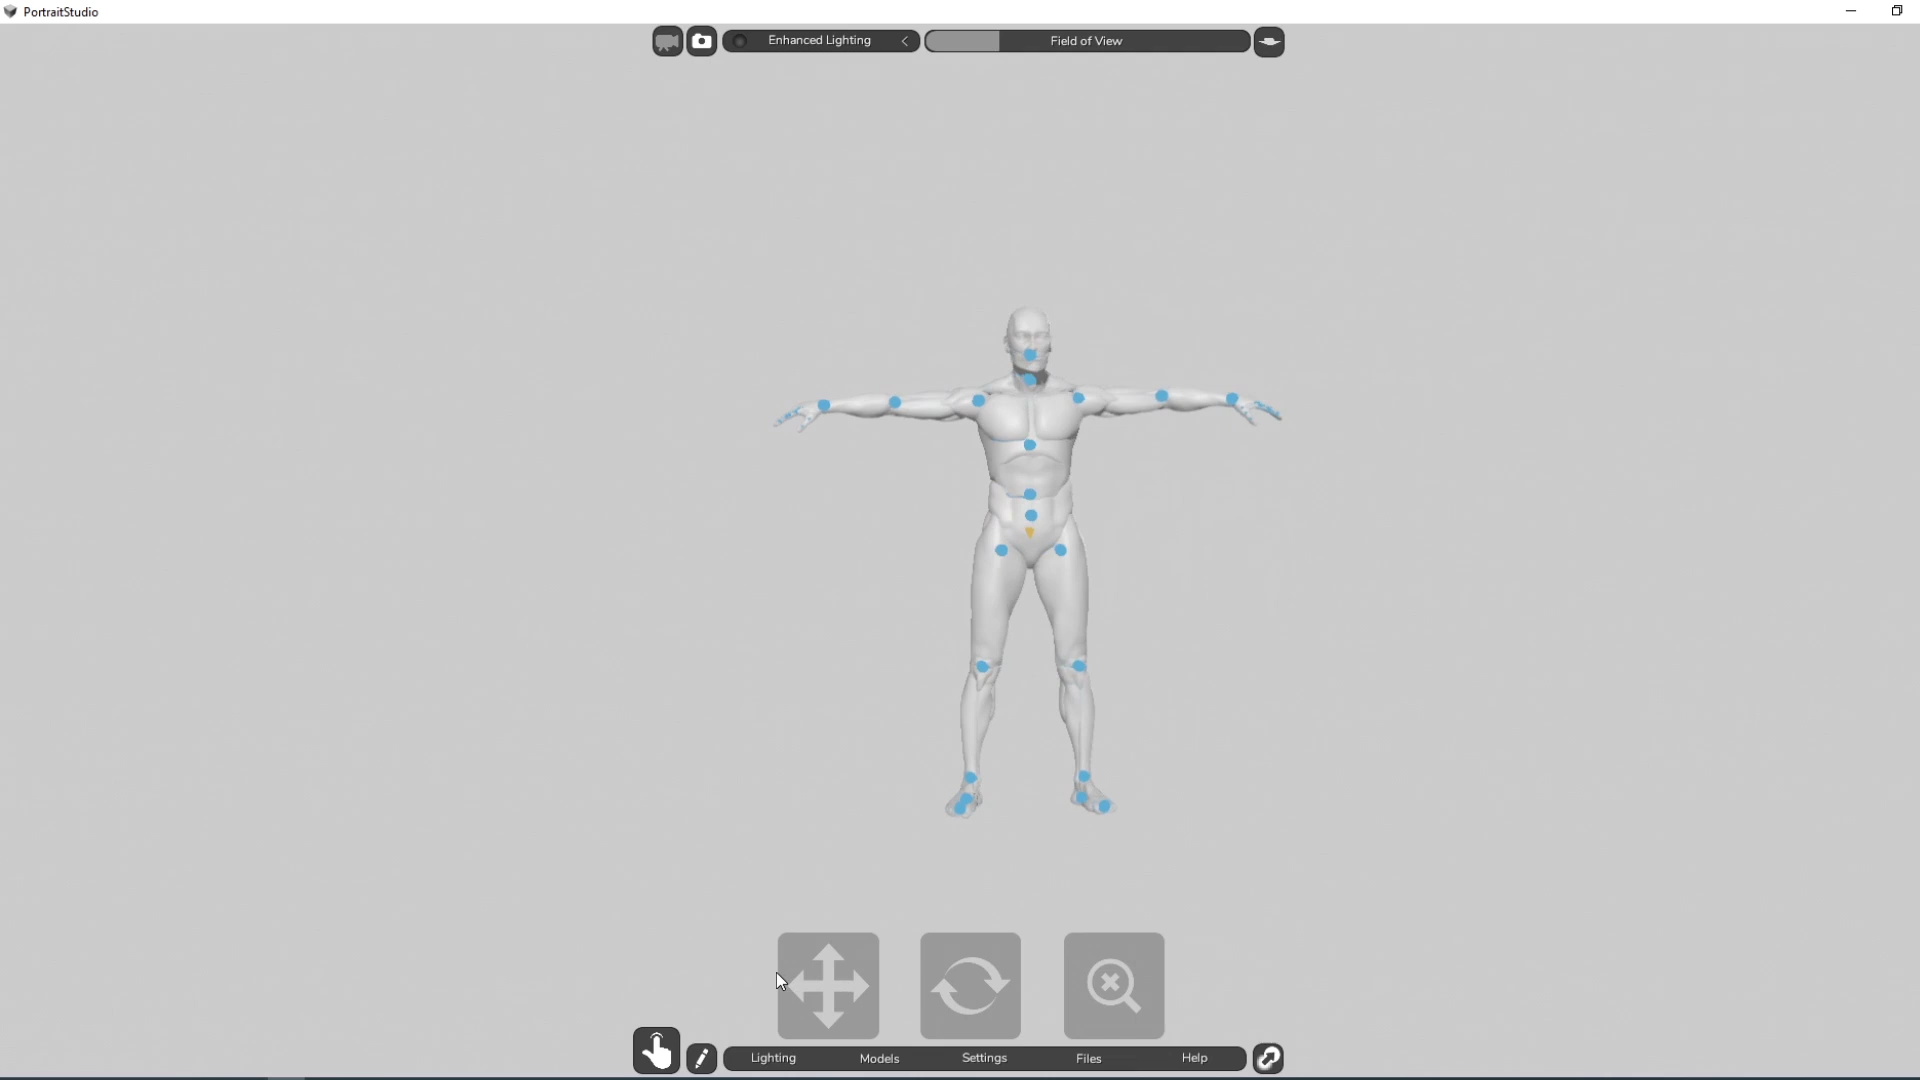 PortraitStudio
Enhanced Lighting
Field of View
Lighting
Models
Settings
Files
Help